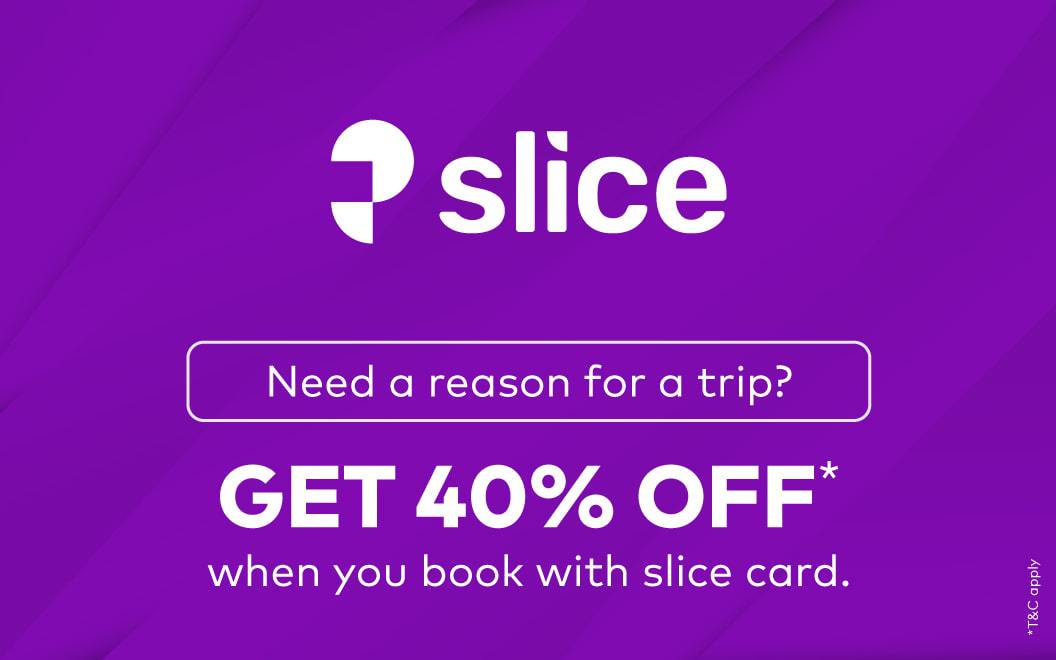 slice
Need a reason for a trip?
GET 40% OFF*
when you book with slice card.
*T&C apply